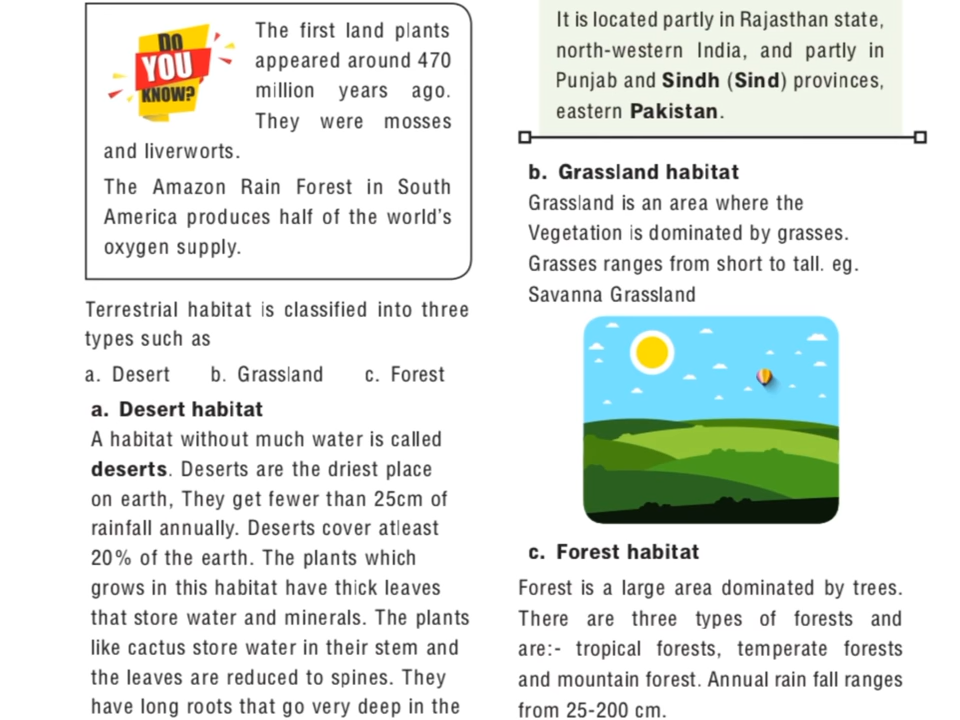 DO
YOU
KNOW?
The first land plants
appeared around 470
million years ago.
They were mosses
and liverworts.
The Amazon Rain Forest in South
America produces half of the world's
oxygen supply.
Terrestrial habitat is classified into three
types such as
a. Desert b. Grassland c. Forest
a. Desert habitat
A habitat without much water is called
deserts. Deserts are the driest place
on earth, They get fewer than 25cm of
rainfall annually. Deserts cover atleast
20% of the earth. The plants which
grows in this habitat have thick leaves
that store water and minerals. The plants
like cactus store water in their stem and
the leaves are reduced to spines. They
have long roots that go very deep in the
It is located partly in Rajasthan state,
north-western India, and partly in
Punjab and Sindh (Sind) provinces,
eastern Pakistan.
b. Grassland habitat
Grassland is an area where the
Vegetation is dominated by grasses.
Grasses ranges from short to tall. eg.
Savanna Grassland
c. Forest habitat
Forest is a large area dominated by trees.
There are three types of forests and
are:- tropical forests, temperate forests
and mountain forest. Annual rain fall ranges
from 25-200 cm.